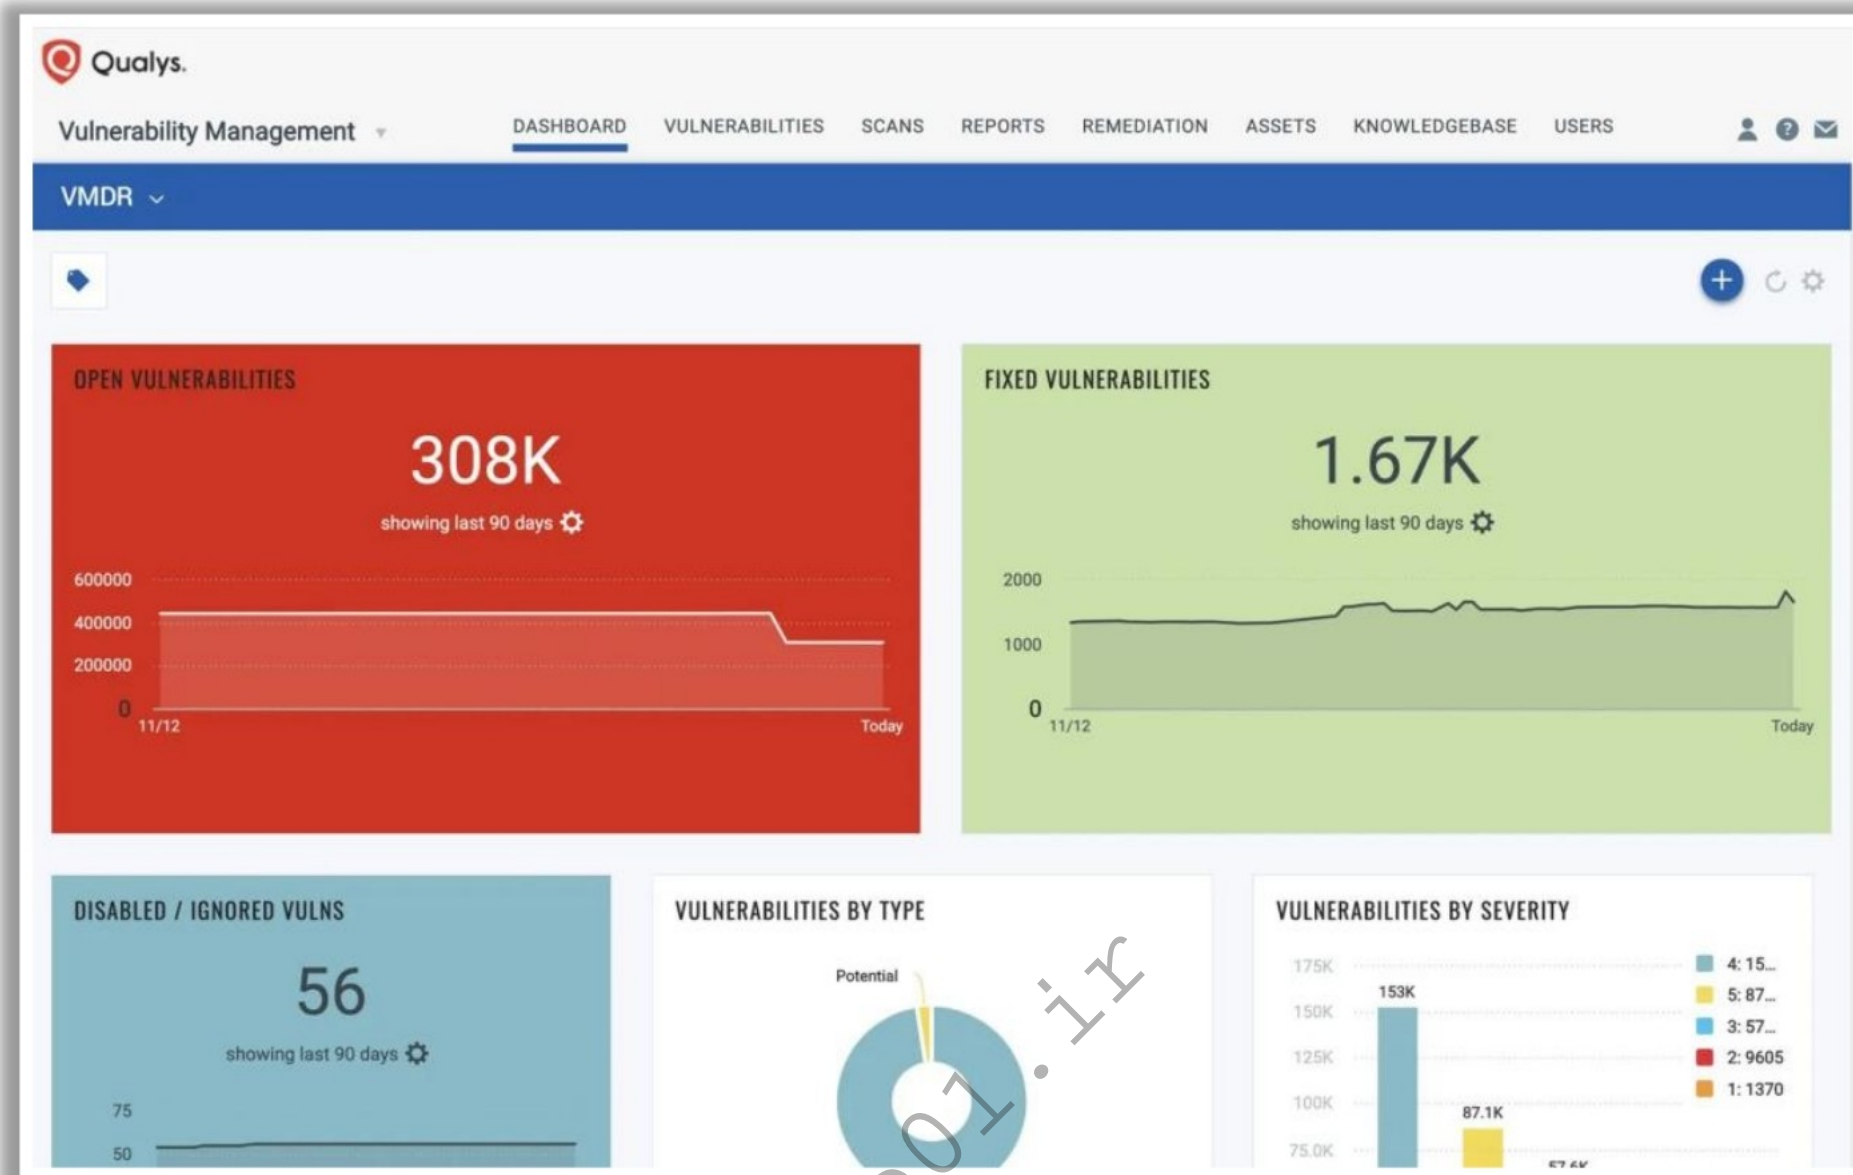 Qualys.
Vulnerability Management
DASHBOARD VULNERABILITIES SCANS REPORTS REMEDIATION ASSETS KNOWLEDGEBASE USERS
VMDR
OPEN VULNERABILITIES
308K
showing last 90 days
600000
400000
200000
0
11/12 Today
FIXED VULNERABILITIES
1.67K
showing last 90 days
2000
1000
0
11/12 Today
DISABLED / IGNORED VULNS
56
showing last 90 days
75
50
VULNERABILITIES BY TYPE
Potential
VULNERABILITIES BY SEVERITY
175K
150K
125K
100K
75.0K
153K
87.1K
57.6K
4: 15...
5: 87...
3: 57...
2: 9605
1: 1370
01.ir